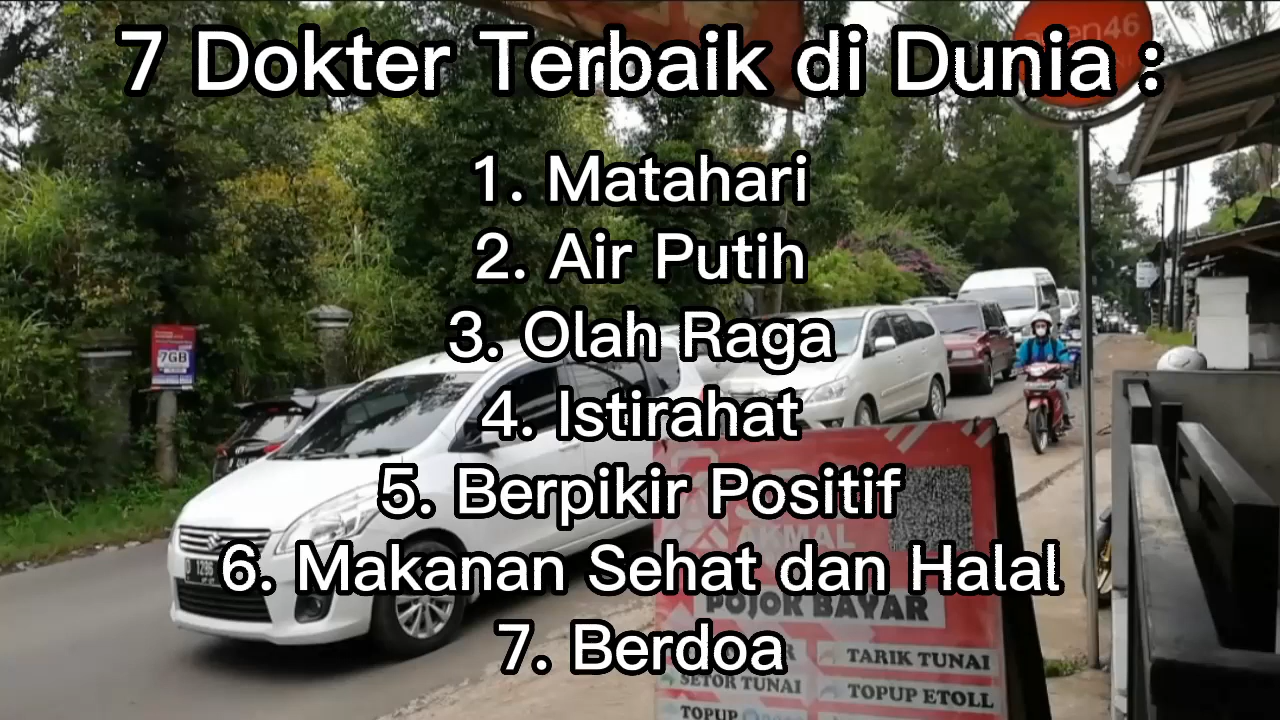 7 Dokter Terbaik di Dunia :
1. Matahari
2. Air Putih
3. Olah Raga
4. Istirahat
5. Berpikir Positif
6. Makanan Sehat dan Halal
7. Berdoa
7GB
AKMAL
POJOK BAYAR
TARIK TUNAI
SETOR TUNAI
TOPUP ETOLL
TOPUP